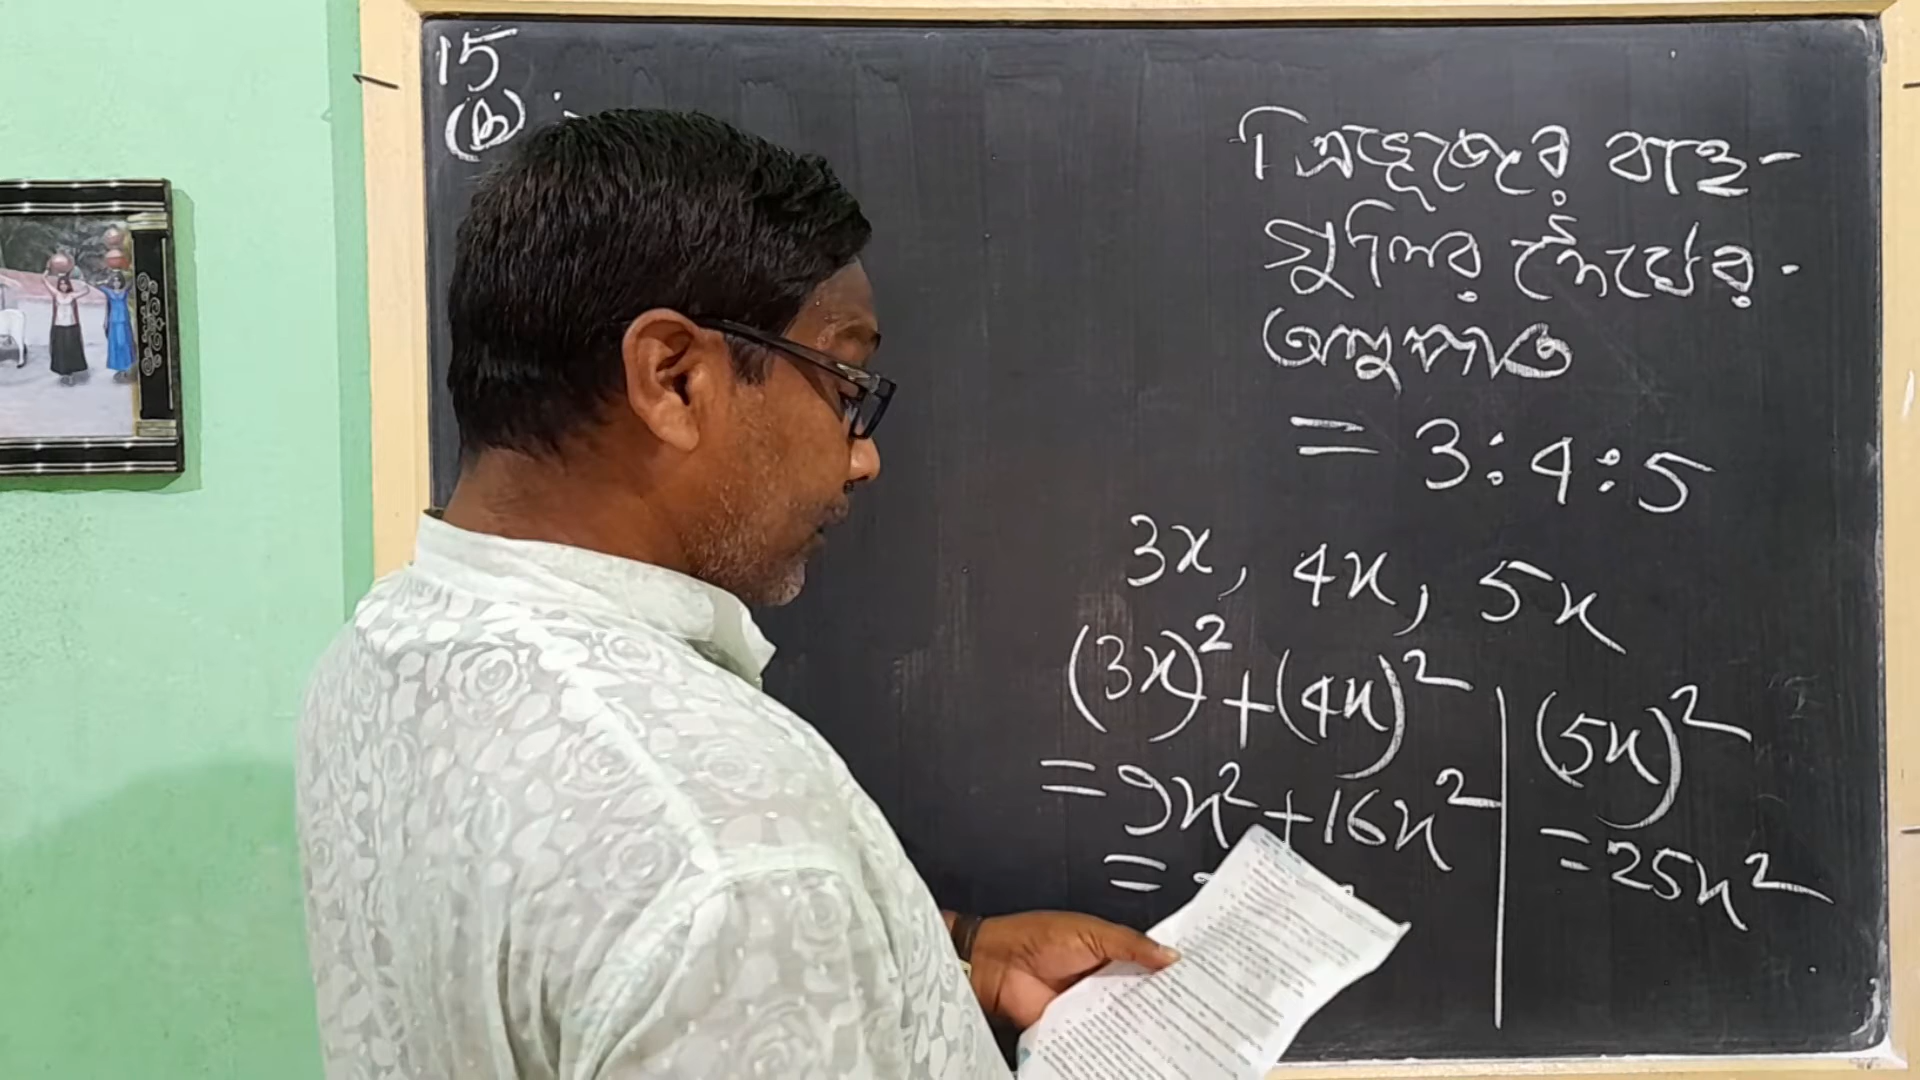 15
(b) :
ত্রিভূজের বাহু-
গুলির দৈর্ঘ্যের-
অনুপাত
= 3:4:5
3x, 4x, 5x
(3x)² + (4x)² | (5x)²
= 9x² + 16x² | = 25x²
=